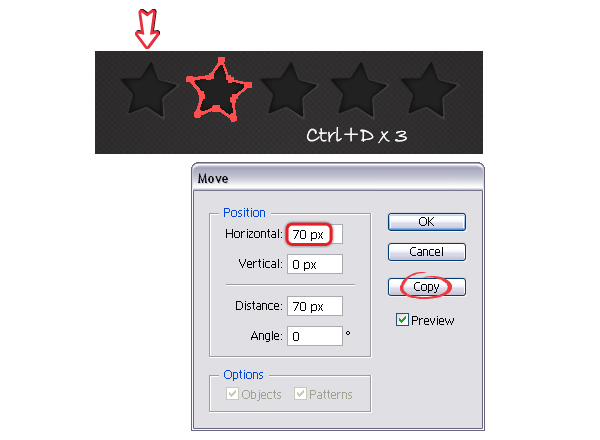 Ctrl+D x 3
Move
Position
Horizontal: 70 px
Vertical: 0 px
Distance: 70 px
Angle: 0 °
Options
Objects Patterns
OK
Cancel
Copy
Preview